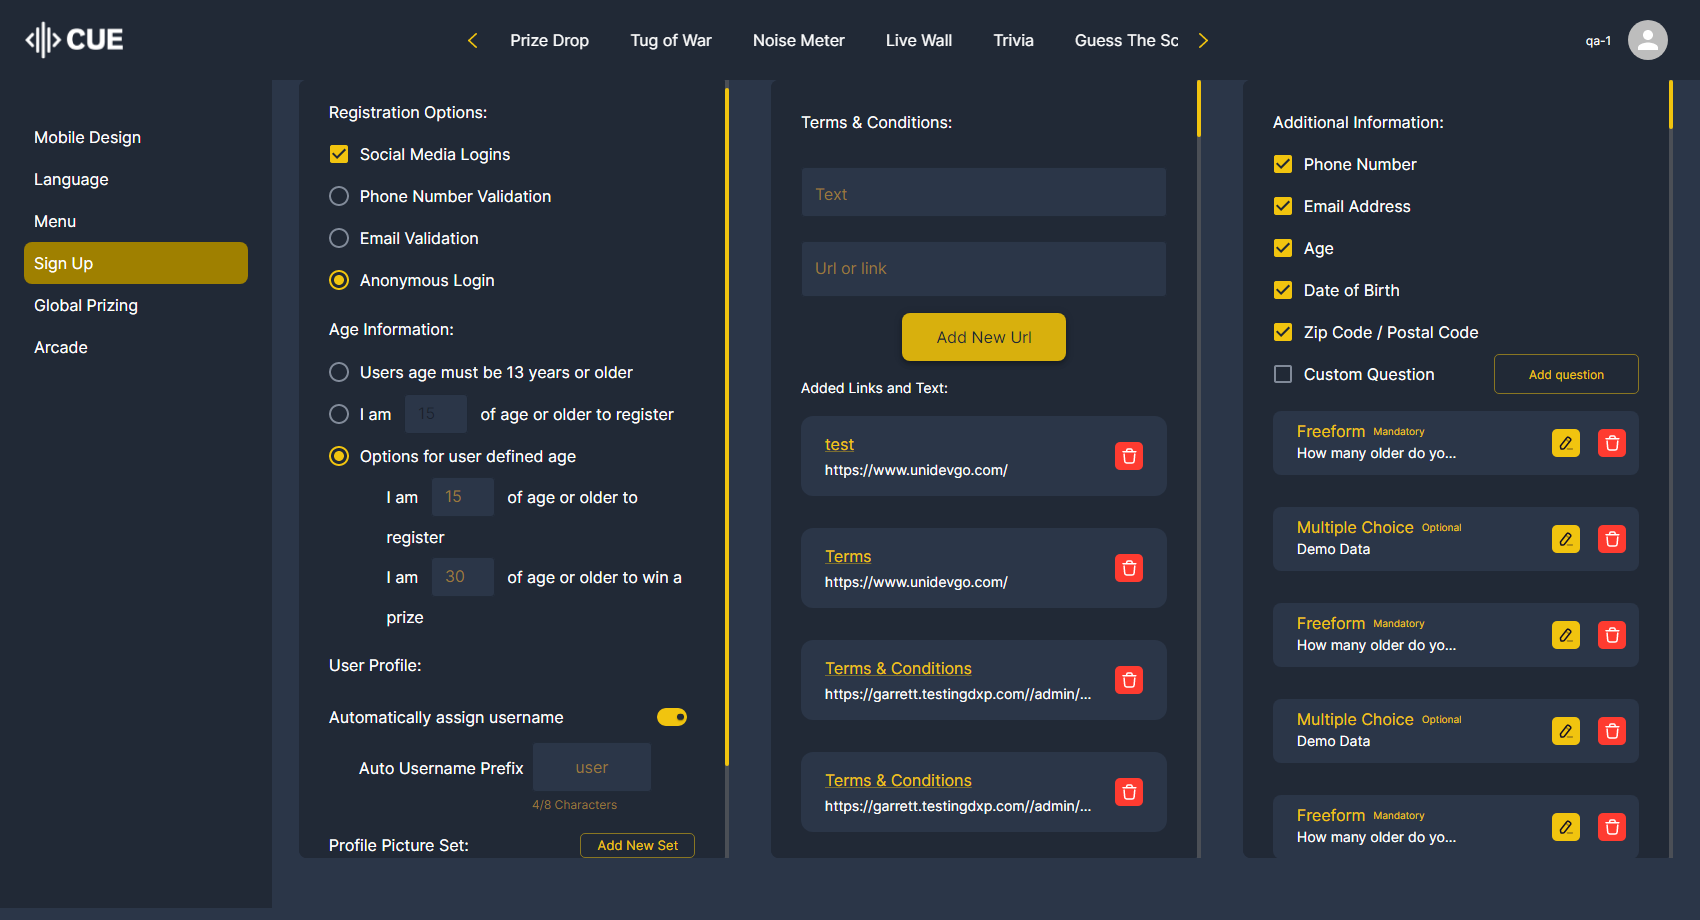 CUE
Prize Drop
Tug of War
Noise Meter
Live Wall
Trivia
Guess The Sc
qa-1
Mobile Design
Language
Menu
Sign Up
Global Prizing
Arcade
Registration Options:
Social Media Logins
Phone Number Validation
Email Validation
Anonymous Login
Age Information:
Users age must be 13 years or older
I am 15 of age or older to register
Options for user defined age
I am 15 of age or older to
register
I am 30 of age or older to win a
prize
User Profile:
Automatically assign username
Auto Username Prefix user
4/8 Characters
Profile Picture Set: Add New Set
Terms & Conditions:
Text
Url or link
Add New Url
Added Links and Text:
test
https://www.unidevgo.com/
Terms
https://www.unidevgo.com/
Terms & Conditions
https://garrett.testingdxp.com//admin/...
Terms & Conditions
https://garrett.testingdxp.com//admin/...
Additional Information:
Phone Number
Email Address
Age
Date of Birth
Zip Code / Postal Code
Custom Question Add question
Freeform Mandatory
How many older do yo...
Multiple Choice Optional
Demo Data
Freeform Mandatory
How many older do yo...
Multiple Choice Optional
Demo Data
Freeform Mandatory
How many older do yo...